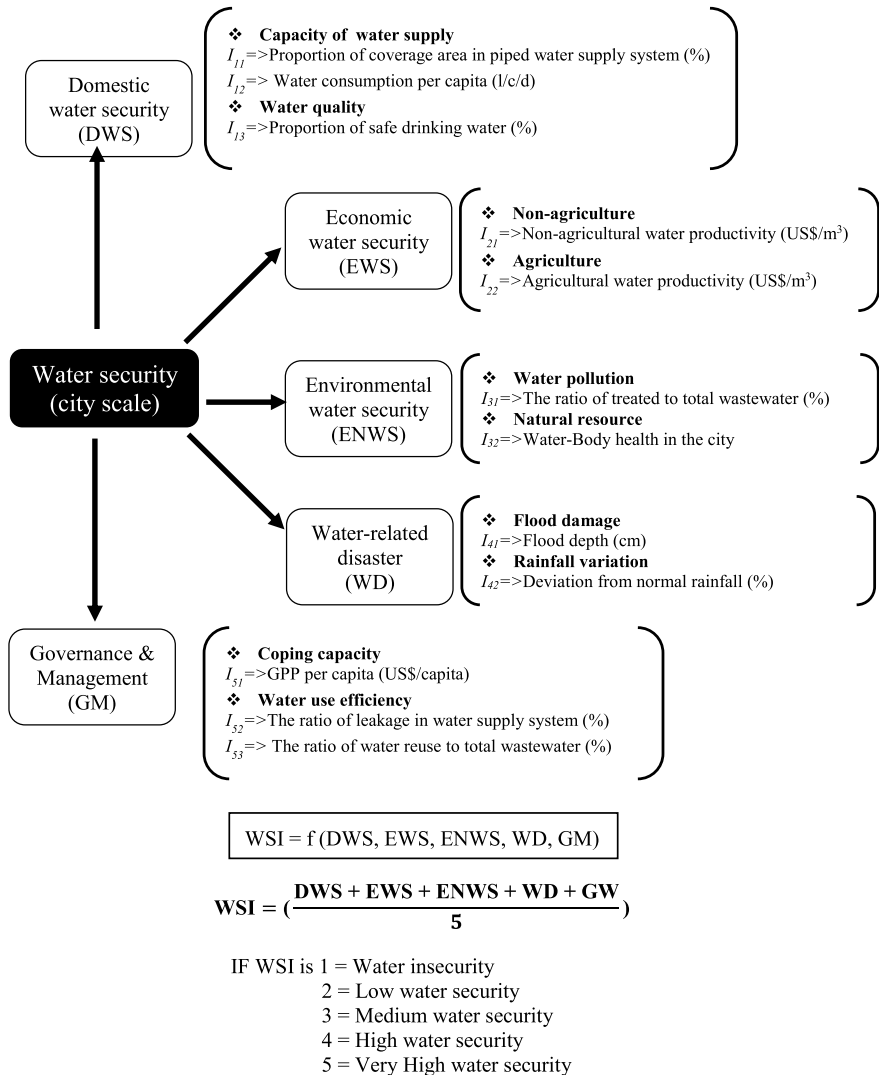 Domestic
water security
(DWS)
❖ Capacity of water supply
I11=>Proportion of coverage area in piped water supply system (%)
I12=> Water consumption per capita (l/c/d)
❖ Water quality
I13=>Proportion of safe drinking water (%)
Economic
water security
(EWS)
❖ Non-agriculture
I21=>Non-agricultural water productivity (US$/m³)
❖ Agriculture
I22=>Agricultural water productivity (US$/m³)
Water security
(city scale)
Environmental
water security
(ENWS)
❖ Water pollution
I31=>The ratio of treated to total wastewater (%)
❖ Natural resource
I32=>Water-Body health in the city
Water-related
disaster
(WD)
❖ Flood damage
I41=>Flood depth (cm)
❖ Rainfall variation
I42=>Deviation from normal rainfall (%)
Governance &
Management
(GM)
❖ Coping capacity
I51=>GPP per capita (US$/capita)
❖ Water use efficiency
I52=>The ratio of leakage in water supply system (%)
I53=> The ratio of water reuse to total wastewater (%)
WSI = f (DWS, EWS, ENWS, WD, GM)
WSI = (DWS + EWS + ENWS + WD + GW / 5)
IF WSI is 1 = Water insecurity
2 = Low water security
3 = Medium water security
4 = High water security
5 = Very High water security